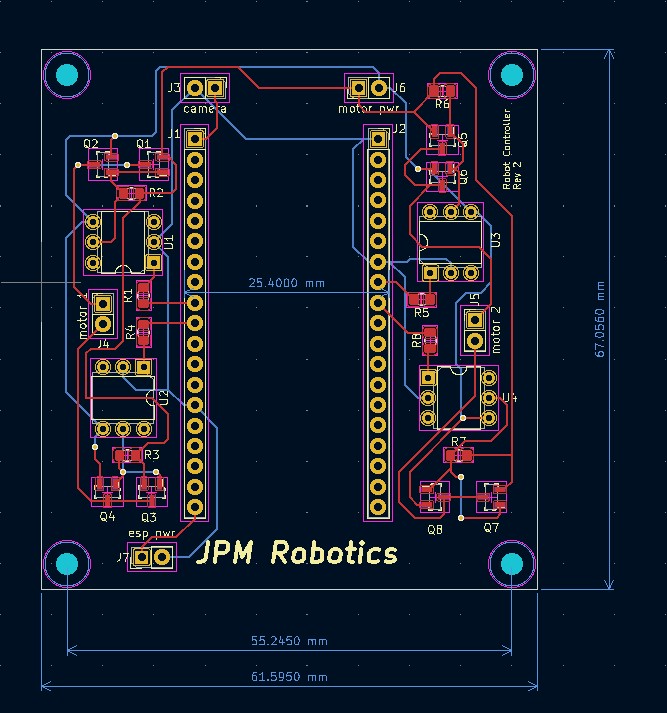 J3
camera
J6
motor pwr
R6
J1
J2
Robot Controller
Rev 2
Q2
Q1
Q5
Q6
R2
U1
U3
25.4000 mm
67.0560 mm
R1
R5
J5
motor 2
motor 1
R4
J4
R8
U2
U4
R3
R7
Q4
Q3
Q8
Q7
esp pwr
J7
JPM Robotics
55.2450 mm
61.5950 mm